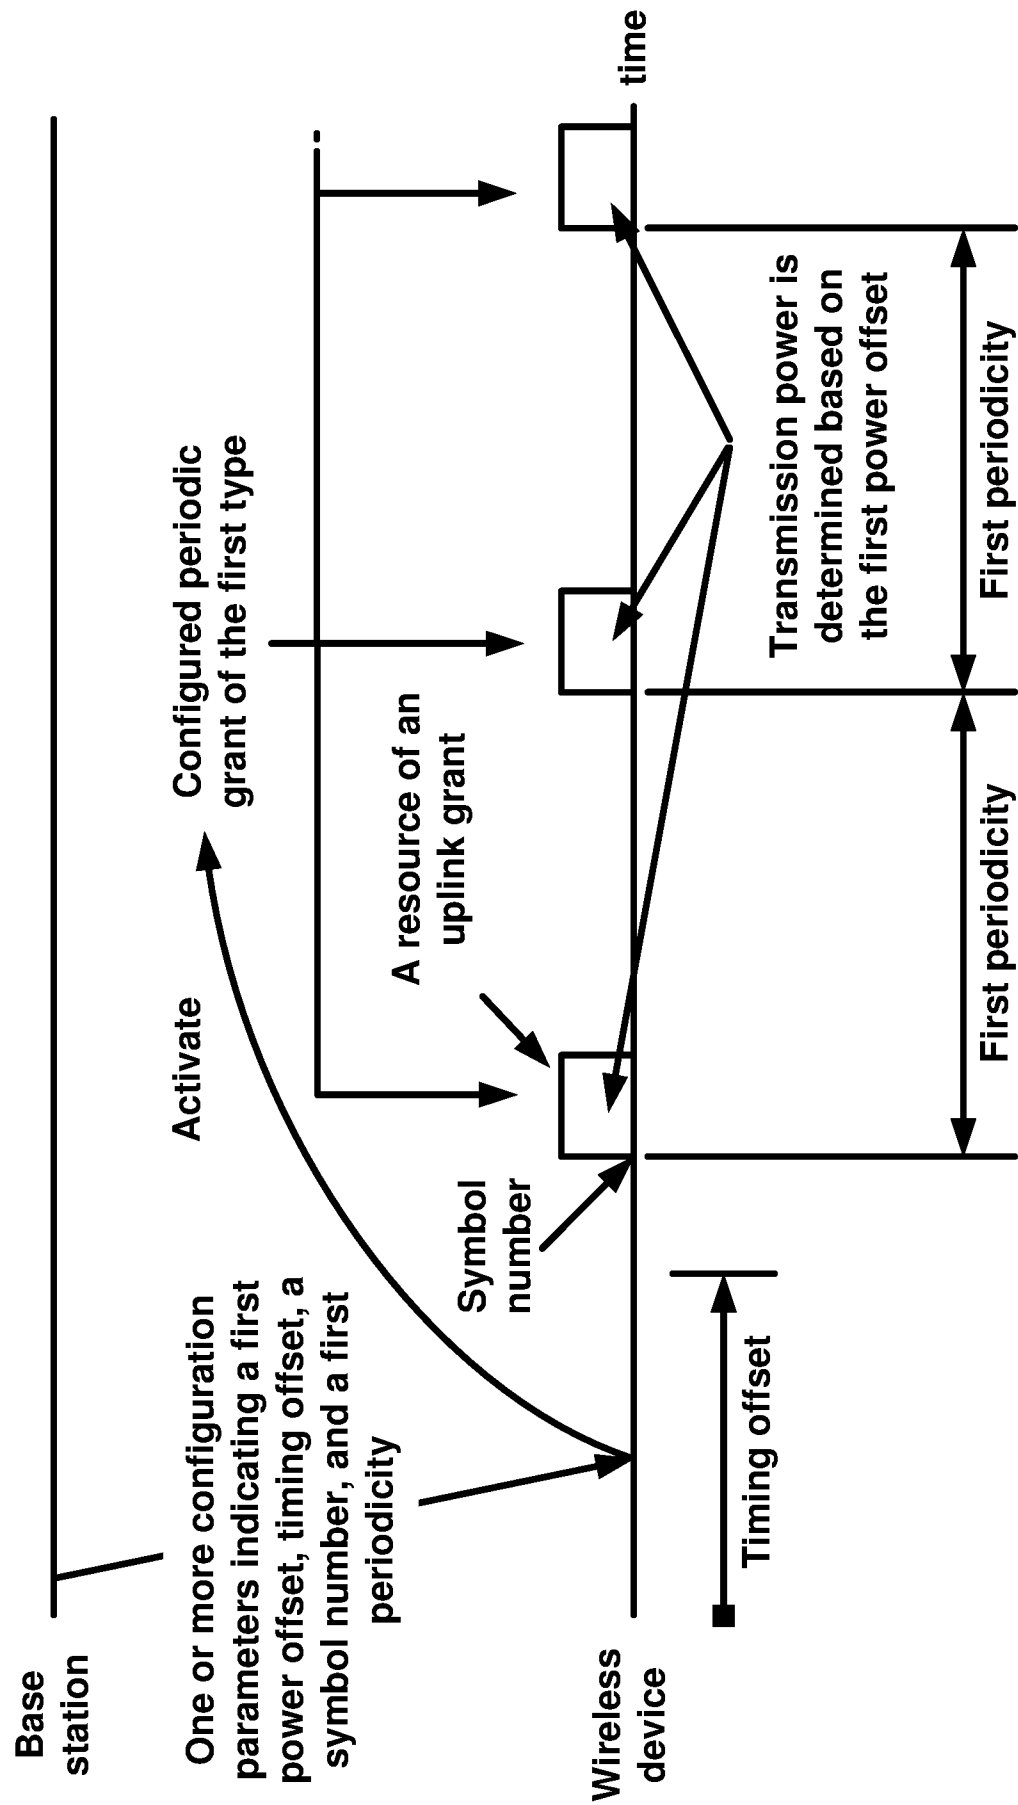 Base
station
One or more configuration
parameters indicating a first
power offset, timing offset, a
symbol number, and a first
periodicity
Activate
Configured periodic
grant of the first type
A resource of an
uplink grant
Symbol
number
Wireless
device
time
Timing offset
Transmission power is
determined based on
the first power offset
First periodicity
First periodicity